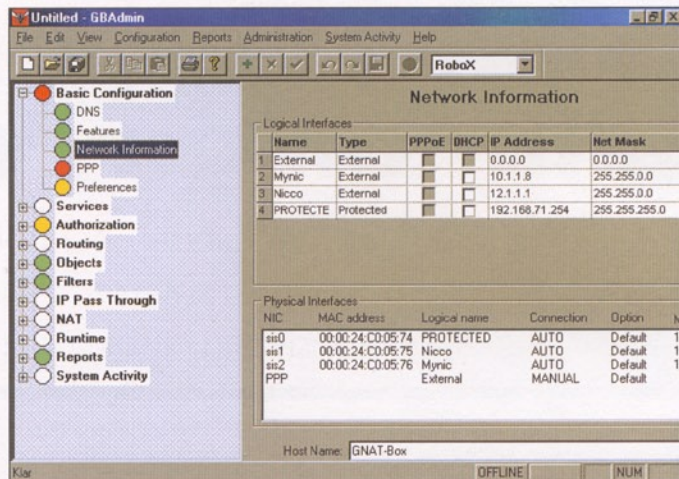 Untitled - GBAdmin
File Edit View Configuration Reports Administration System Activity Help
RoboX
Basic Configuration
DNS
Features
Network Information
PPP
Preferences
Services
Authorization
Routing
Objects
Filters
IP Pass Through
NAT
Runtime
Reports
System Activity
Network Information
Logical Interfaces
Name Type PPPoE DHCP IP Address Net Mask
1 External External 0.0.0.0 0.0.0.0
2 Mynic External 10.1.1.8 255.255.0.0
3 Nicco External 12.1.1.1 255.255.0.0
4 PROTECTE Protected 192.168.71.254 255.255.255.0
Physical Interfaces
NIC MAC address Logical name Connection Option M
sis0 00:00:24:C0:05:74 PROTECTED AUTO Default 1
sis1 00:00:24:C0:05:75 Nicco AUTO Default 1
sis2 00:00:24:C0:05:76 Mynic AUTO Default 1
PPP External MANUAL Default
Host Name: GNAT-Box
Klar OFFLINE NUM